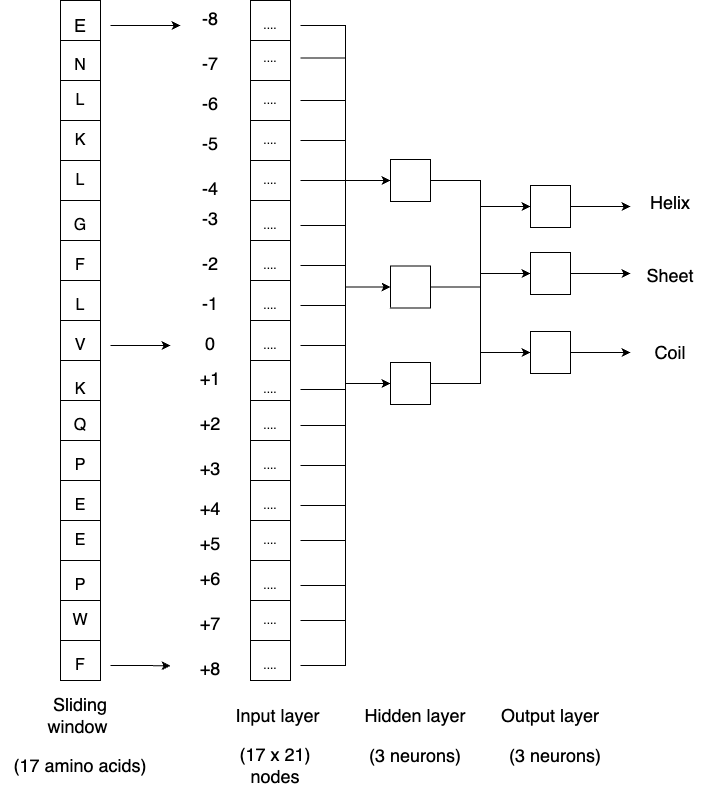 E -8 ....
N -7 ....
L -6 ....
K -5 ....
L -4 ....
G -3 ....
F -2 ....
L -1 ....
V 0 ....
K +1 ....
Q +2 ....
P +3 ....
E +4 ....
E +5 ....
P +6 ....
W +7 ....
F +8 ....
Helix
Sheet
Coil
Sliding
window
(17 amino acids)
Input layer
(17 x 21)
nodes
Hidden layer
(3 neurons)
Output layer
(3 neurons)